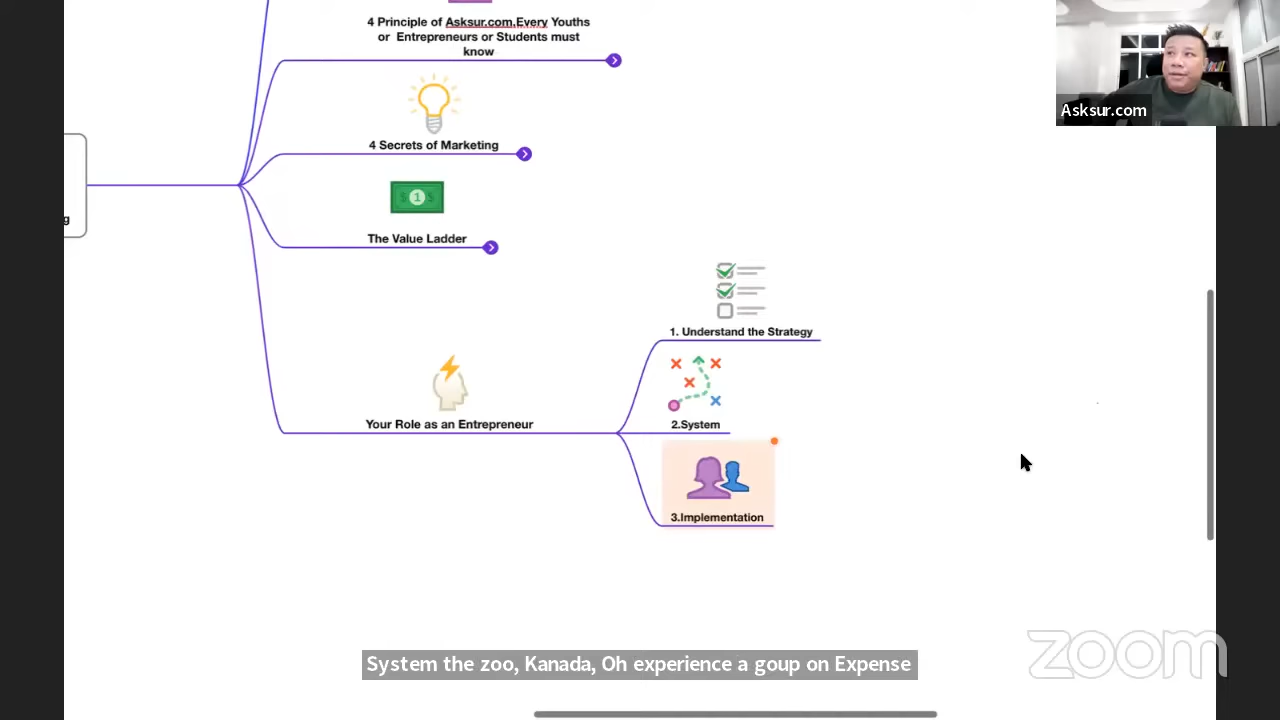 4 Principle of Asksur.com,Every Youths
or Entrepreneurs or Students must
know
Asksur.com
4 Secrets of Marketing
g
$ 1 $
The Value Ladder
1. Understand the Strategy
Your Role as an Entrepreneur
2.System
3.Implementation
System the zoo, Kanada, Oh experience a goup on Expense
zoom